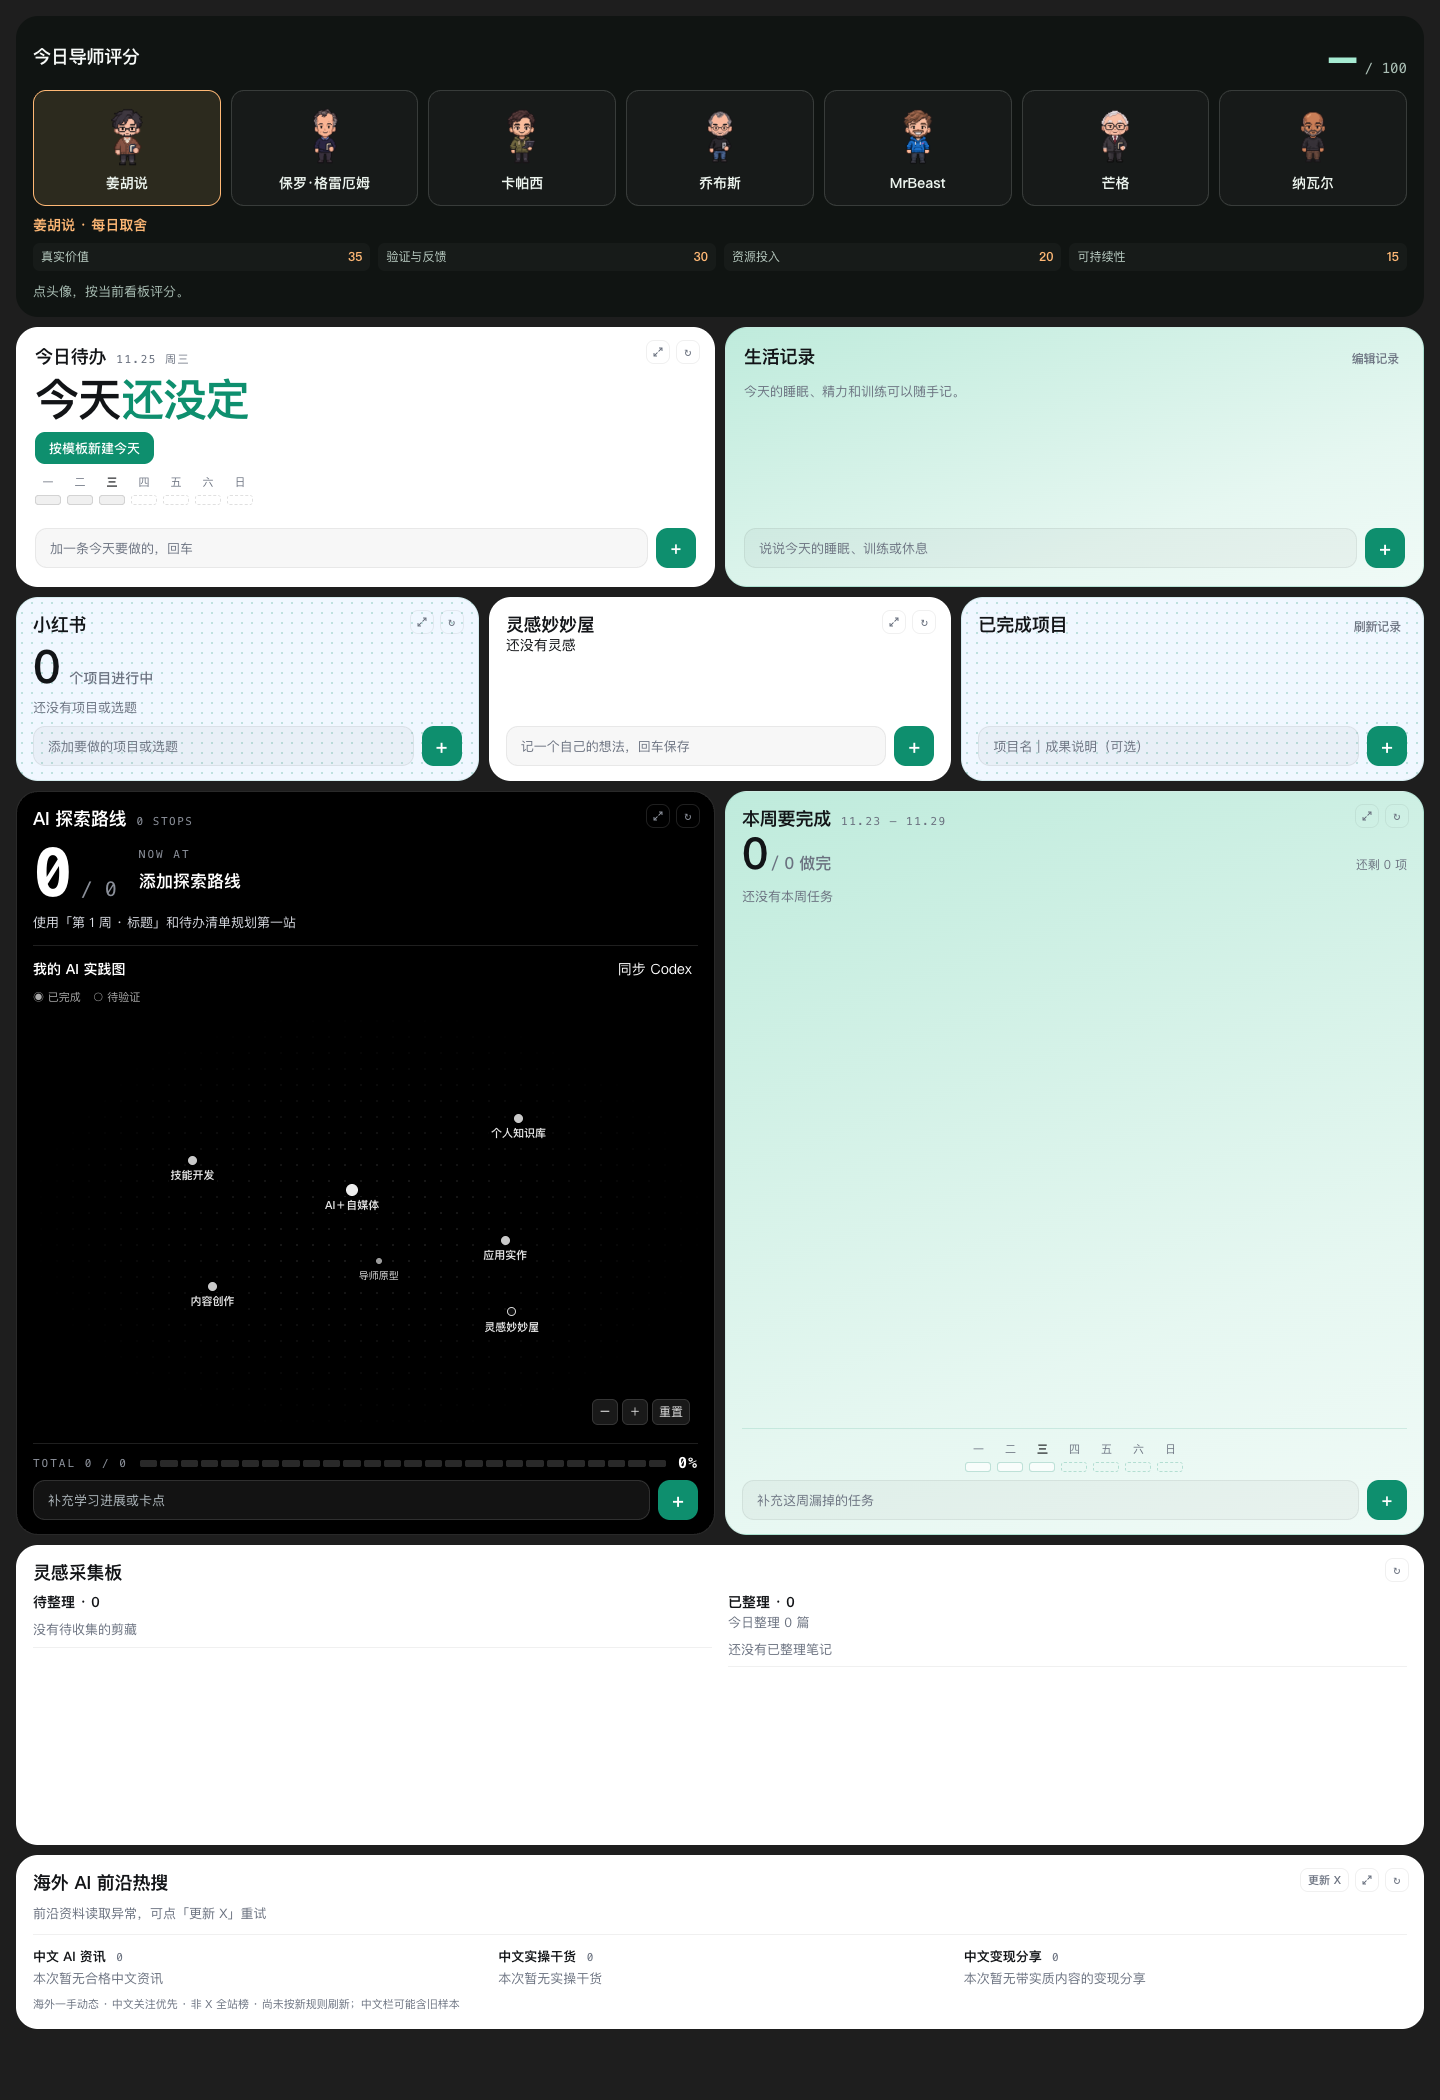 今日导师评分
— / 100
姜胡说
保罗·格雷厄姆
卡帕西
乔布斯
MrBeast
芒格
纳瓦尔
姜胡说 · 每日取舍
真实价值 35
验证与反馈 30
资源投入 20
可持续性 15
点头像，按当前看板评分。
今日待办 11.25 周三
今天还没定
按模板新建今天
一 二 三 四 五 六 日
加一条今天要做的，回车
+
生活记录
编辑记录
今天的睡眠、精力和训练可以随手记。
说说今天的睡眠、训练或休息
+
小红书
0 个项目进行中
还没有项目或选题
添加要做的项目或选题
+
灵感妙妙屋
还没有灵感
记一个自己的想法，回车保存
+
已完成项目
刷新记录
项目名｜成果说明（可选）
+
AI 探索路线 0 STOPS
0 / 0
NOW AT
添加探索路线
使用「第 1 周 · 标题」和待办清单规划第一站
我的 AI 实践图
同步 Codex
◉ 已完成 ○ 待验证
个人知识库
技能开发
AI＋自媒体
应用实作
导师原型
内容创作
灵感妙妙屋
− + 重置
TOTAL 0 / 0
0%
补充学习进展或卡点
+
本周要完成 11.23 — 11.29
0 / 0 做完
还剩 0 项
还没有本周任务
一 二 三 四 五 六 日
补充这周漏掉的任务
+
灵感采集板
待整理 · 0
没有待收集的剪藏
已整理 · 0
今日整理 0 篇
还没有已整理笔记
海外 AI 前沿热搜
更新 X
前沿资料读取异常，可点「更新 X」重试
中文 AI 资讯 0
本次暂无合格中文资讯
中文实操干货 0
本次暂无实操干货
中文变现分享 0
本次暂无带实质内容的变现分享
海外一手动态 · 中文关注优先 · 非 X 全站榜 · 尚未按新规则刷新；中文栏可能含旧样本